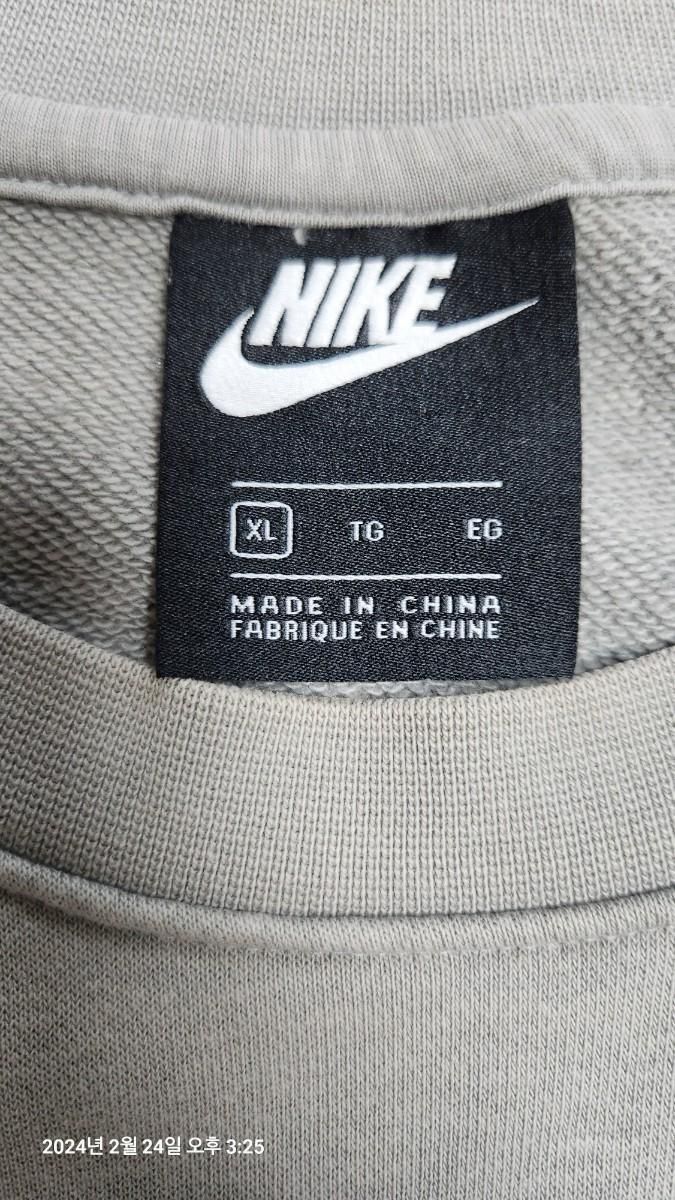 NIKE
XL TG EG
MADE IN CHINA
FABRIQUE EN CHINE
2024년 2월 24일 오후 3:25